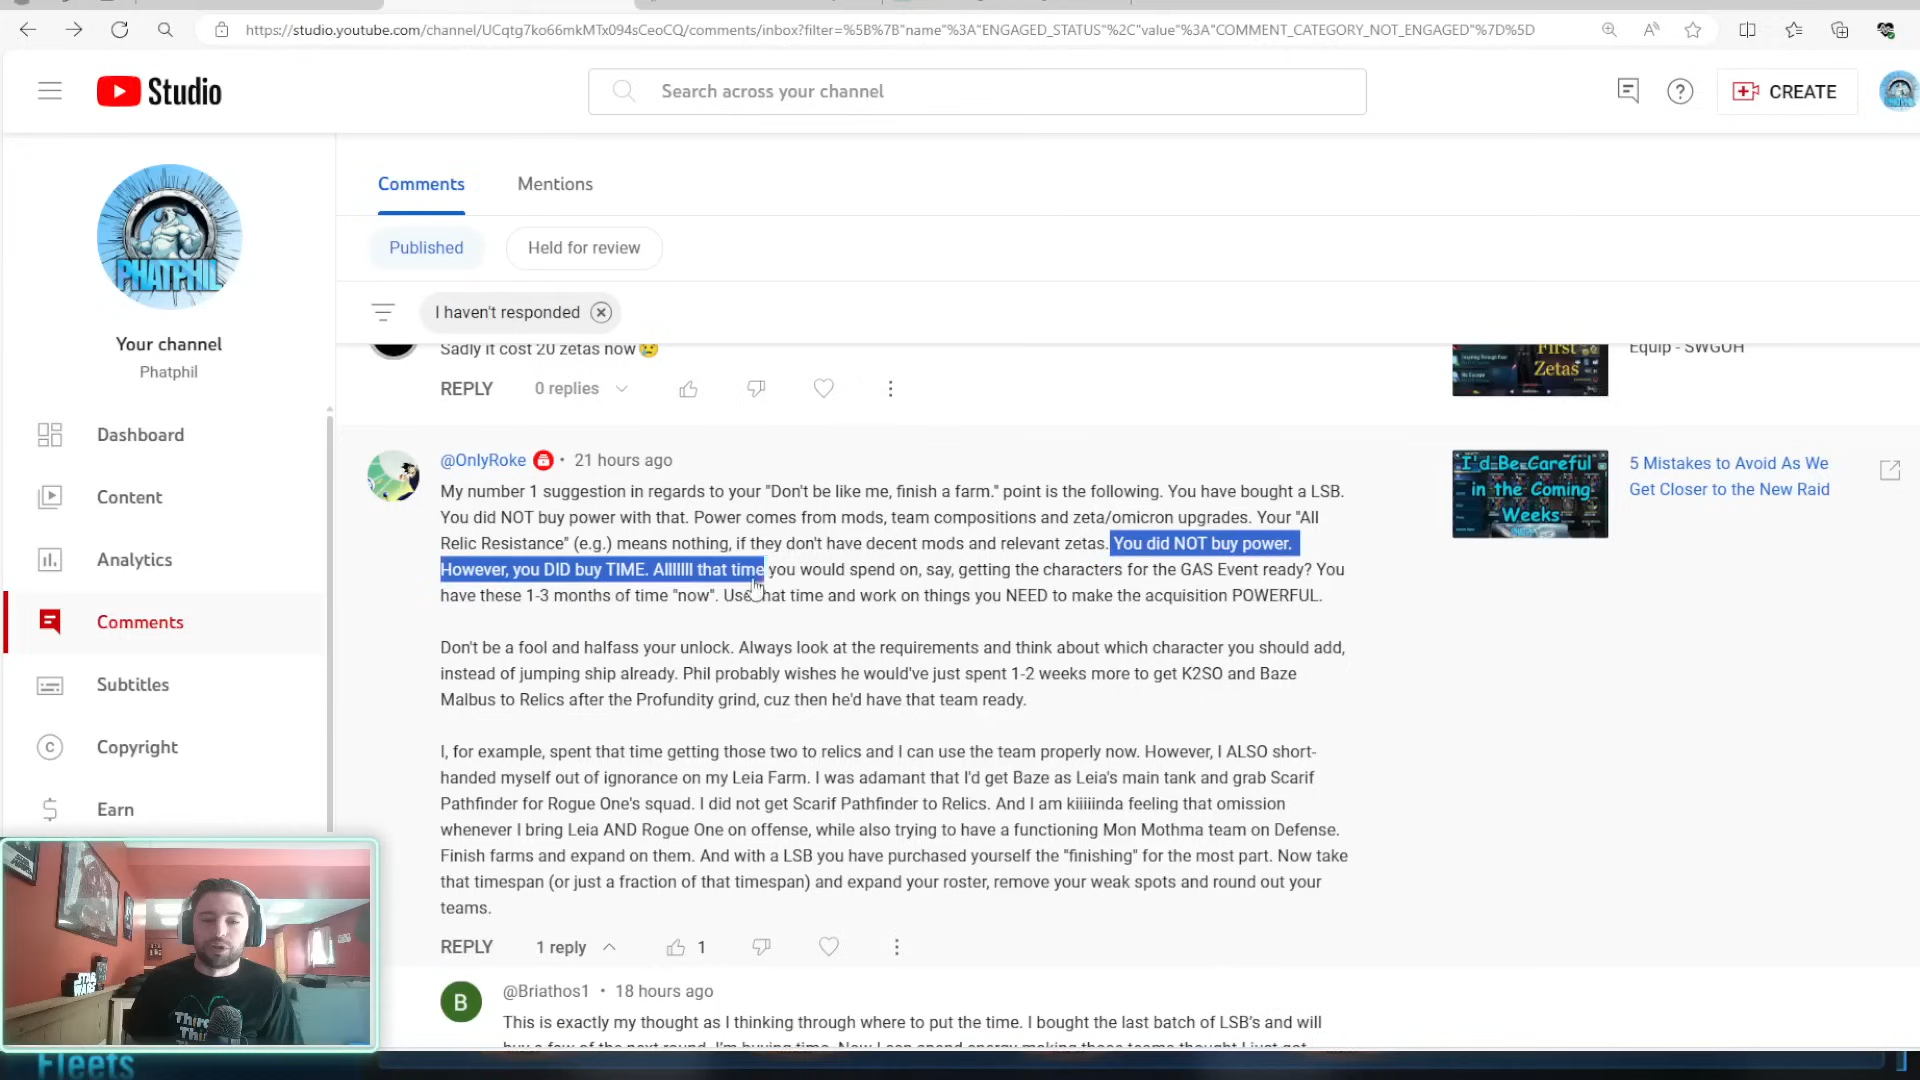 https://studio.youtube.com/channel/UCqtg7ko66mkMTx094sCeoCQ/comments/inbox?filter=%5B%7B"name"%3A"ENGAGED_STATUS"%2C"value"%3A"COMMENT_CATEGORY_NOT_ENGAGED"%7D%5D
Studio
Search across your channel
CREATE
PHATPHIL
Your channel
Phatphil
Dashboard
Content
Analytics
Comments
Subtitles
Copyright
Earn
Comments
Mentions
Published
Held for review
I haven't responded
Sadly it cost 20 zetas now😢
REPLY
0 replies
First
Zetas
Equip - SWGOH
@OnlyRoke • 21 hours ago
My number 1 suggestion in regards to your "Don't be like me, finish a farm." point is the following. You have bought a LSB.
You did NOT buy power with that. Power comes from mods, team compositions and zeta/omicron upgrades. Your "All
Relic Resistance" (e.g.) means nothing, if they don't have decent mods and relevant zetas. You did NOT buy power.
However, you DID buy TIME. Alllllll that time you would spend on, say, getting the characters for the GAS Event ready? You
have these 1-3 months of time "now". Use that time and work on things you NEED to make the acquisition POWERFUL.
Don't be a fool and halfass your unlock. Always look at the requirements and think about which character you should add,
instead of jumping ship already. Phil probably wishes he would've just spent 1-2 weeks more to get K2SO and Baze
Malbus to Relics after the Profundity grind, cuz then he'd have that team ready.
I, for example, spent that time getting those two to relics and I can use the team properly now. However, I ALSO short-
handed myself out of ignorance on my Leia Farm. I was adamant that I'd get Baze as Leia's main tank and grab Scarif
Pathfinder for Rogue One's squad. I did not get Scarif Pathfinder to Relics. And I am kiiiiinda feeling that omission
whenever I bring Leia AND Rogue One on offense, while also trying to have a functioning Mon Mothma team on Defense.
Finish farms and expand on them. And with a LSB you have purchased yourself the "finishing" for the most part. Now take
that timespan (or just a fraction of that timespan) and expand your roster, remove your weak spots and round out your
teams.
REPLY
1 reply
1
I'd Be Careful
in the Coming
Weeks
5 Mistakes to Avoid As We
Get Closer to the New Raid
B
@Briathos1 • 18 hours ago
This is exactly my thought as I thinking through where to put the time. I bought the last batch of LSB's and will
STAR
WARS
Fleets